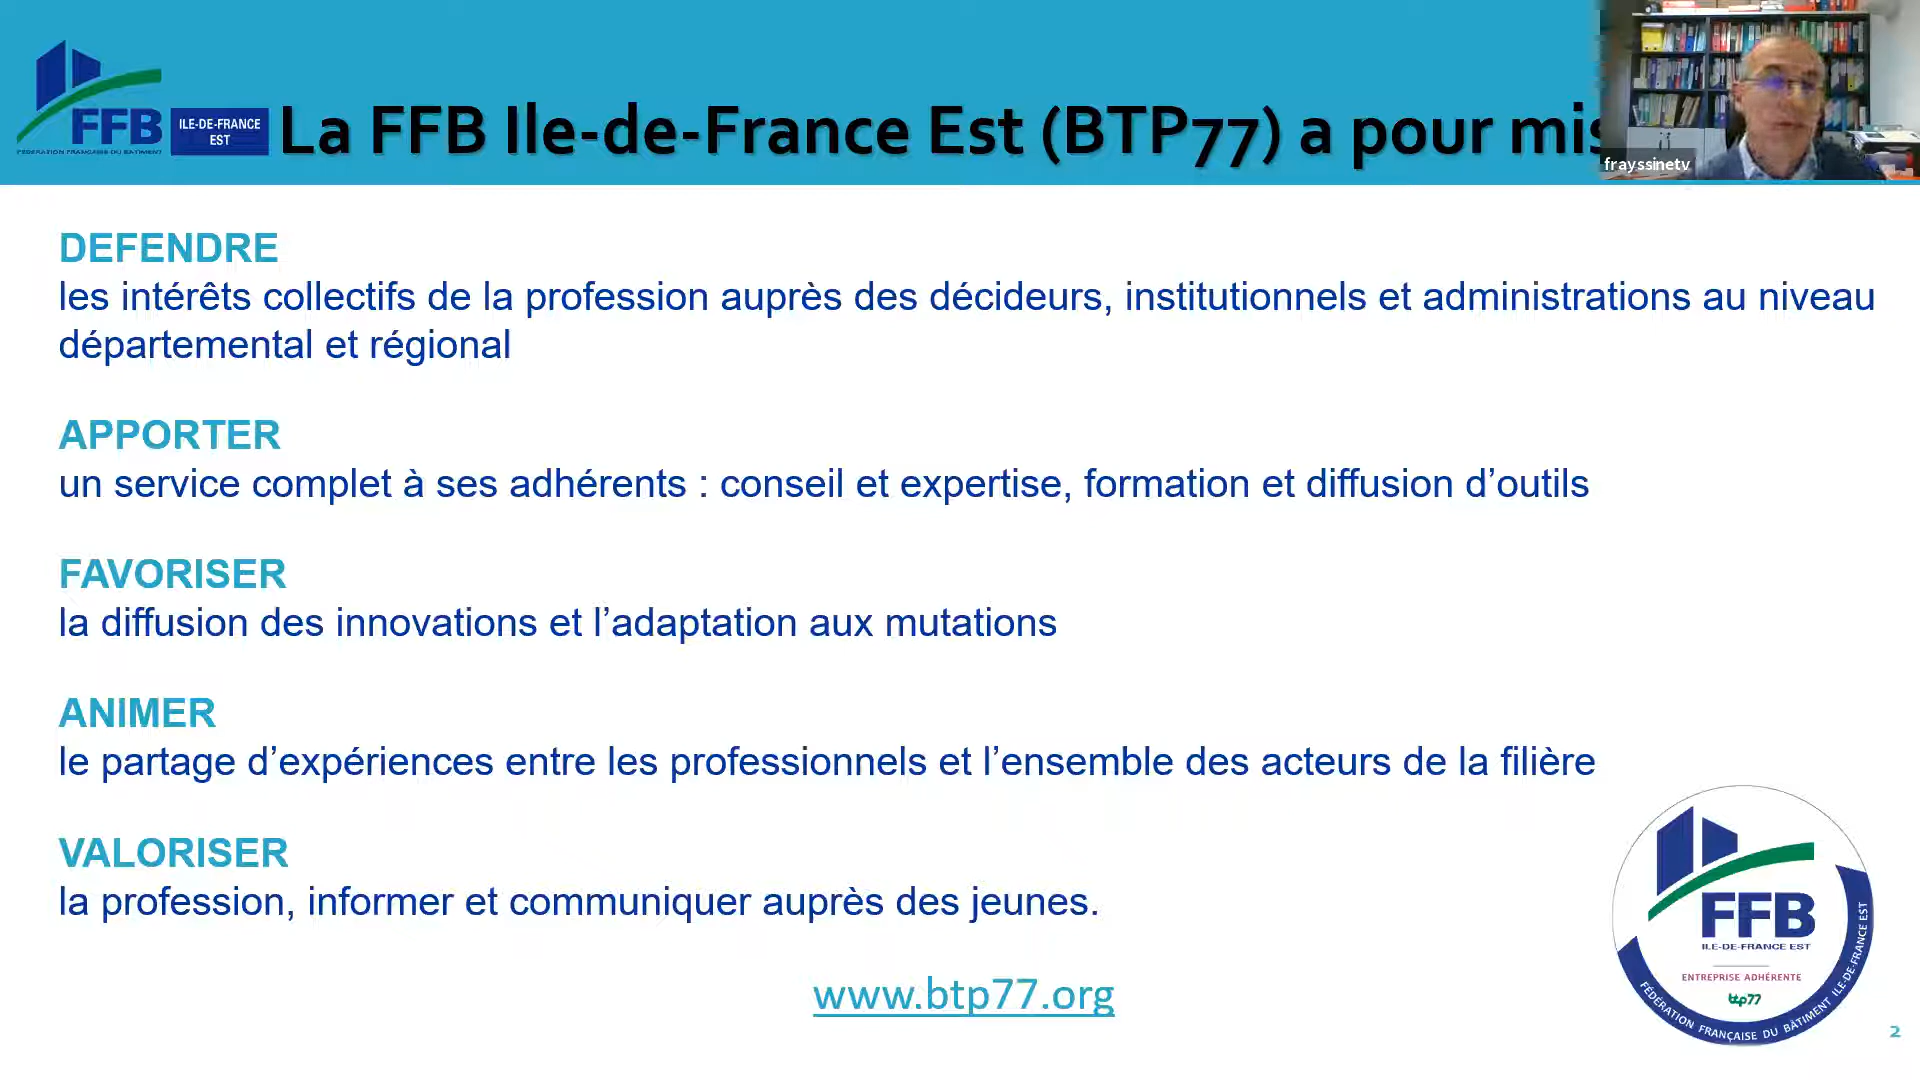 FFB
FÉDÉRATION FRANÇAISE DU BÂTIMENT
ILE-DE-FRANCE
EST
La FFB Ile-de-France Est (BTP77) a pour mis
frayssinetv
DEFENDRE
les intérêts collectifs de la profession auprès des décideurs, institutionnels et administrations au niveau
départemental et régional
APPORTER
un service complet à ses adhérents : conseil et expertise, formation et diffusion d’outils
FAVORISER
la diffusion des innovations et l’adaptation aux mutations
ANIMER
le partage d’expériences entre les professionnels et l’ensemble des acteurs de la filière
VALORISER
la profession, informer et communiquer auprès des jeunes.
www.btp77.org
FFB
ILE-DE-FRANCE EST
ENTREPRISE ADHÉRENTE
btp77
FÉDÉRATION FRANÇAISE DU BÂTIMENT ILE-DE-FRANCE EST
2